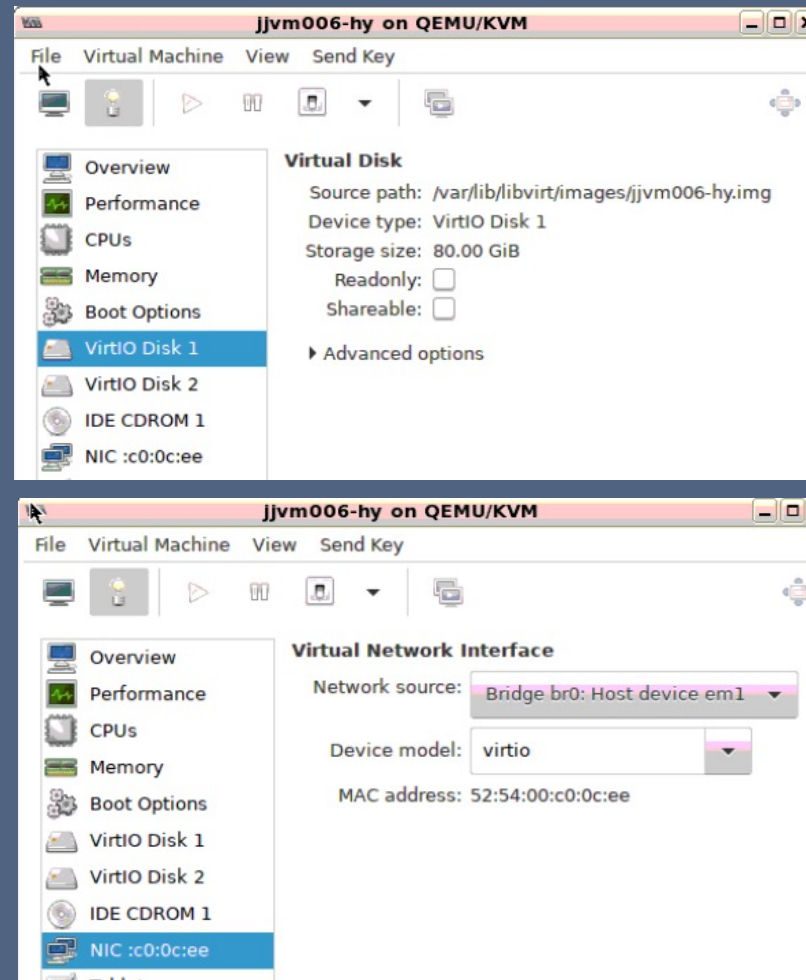 jjvm006-hy on QEMU/KVM
File Virtual Machine View Send Key
Overview
Performance
CPUs
Memory
Boot Options
VirtIO Disk 1
VirtIO Disk 2
IDE CDROM 1
NIC :c0:0c:ee
Virtual Disk
Source path: /var/lib/libvirt/images/jjvm006-hy.img
Device type: VirtIO Disk 1
Storage size: 80.00 GiB
Readonly:
Shareable:
Advanced options
jjvm006-hy on QEMU/KVM
File Virtual Machine View Send Key
Overview
Performance
CPUs
Memory
Boot Options
VirtIO Disk 1
VirtIO Disk 2
IDE CDROM 1
NIC :c0:0c:ee
Virtual Network Interface
Network source: Bridge br0: Host device em1
Device model: virtio
MAC address: 52:54:00:c0:0c:ee